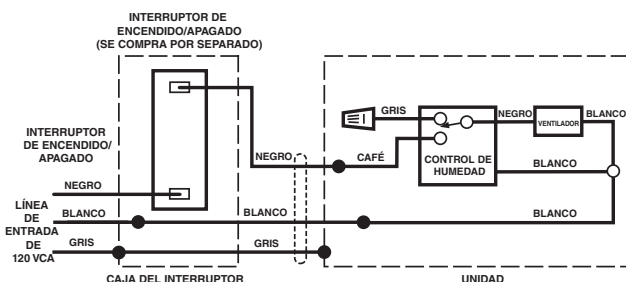 INTERRUPTOR DE
ENCENDIDO/APAGADO
(SE COMPRA POR SEPARADO)
INTERRUPTOR
DE ENCENDIDO/
APAGADO
NEGRO
LÍNEA
DE
ENTRADA
DE
120 VCA
BLANCO
GRIS
NEGRO
BLANCO
GRIS
CAJA DEL INTERRUPTOR
CAFÉ
GRIS
CONTROL DE
HUMEDAD
NEGRO
VENTILADOR
BLANCO
BLANCO
BLANCO
UNIDAD